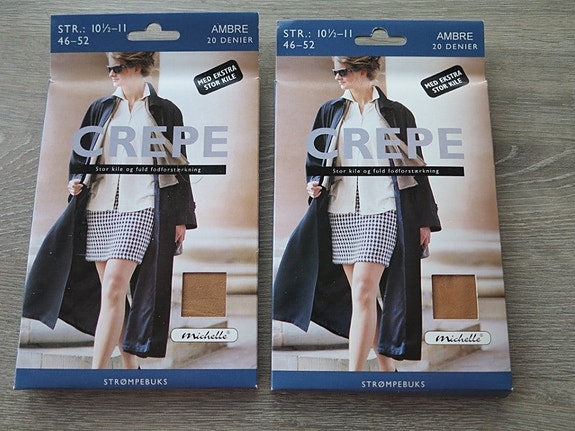 STR.: 10½–11
46–52
AMBRE
20 DENIER
MED EKSTRA
STOR KILE
CREPE
Stor kile og fuld fodforstærkning
michelle®
STRØMPEBUKS
STR.: 10½–11
46–52
AMBRE
20 DENIER
MED EKSTRA
STOR KILE
CREPE
Stor kile og fuld fodforstærkning
michelle®
STRØMPEBUKS